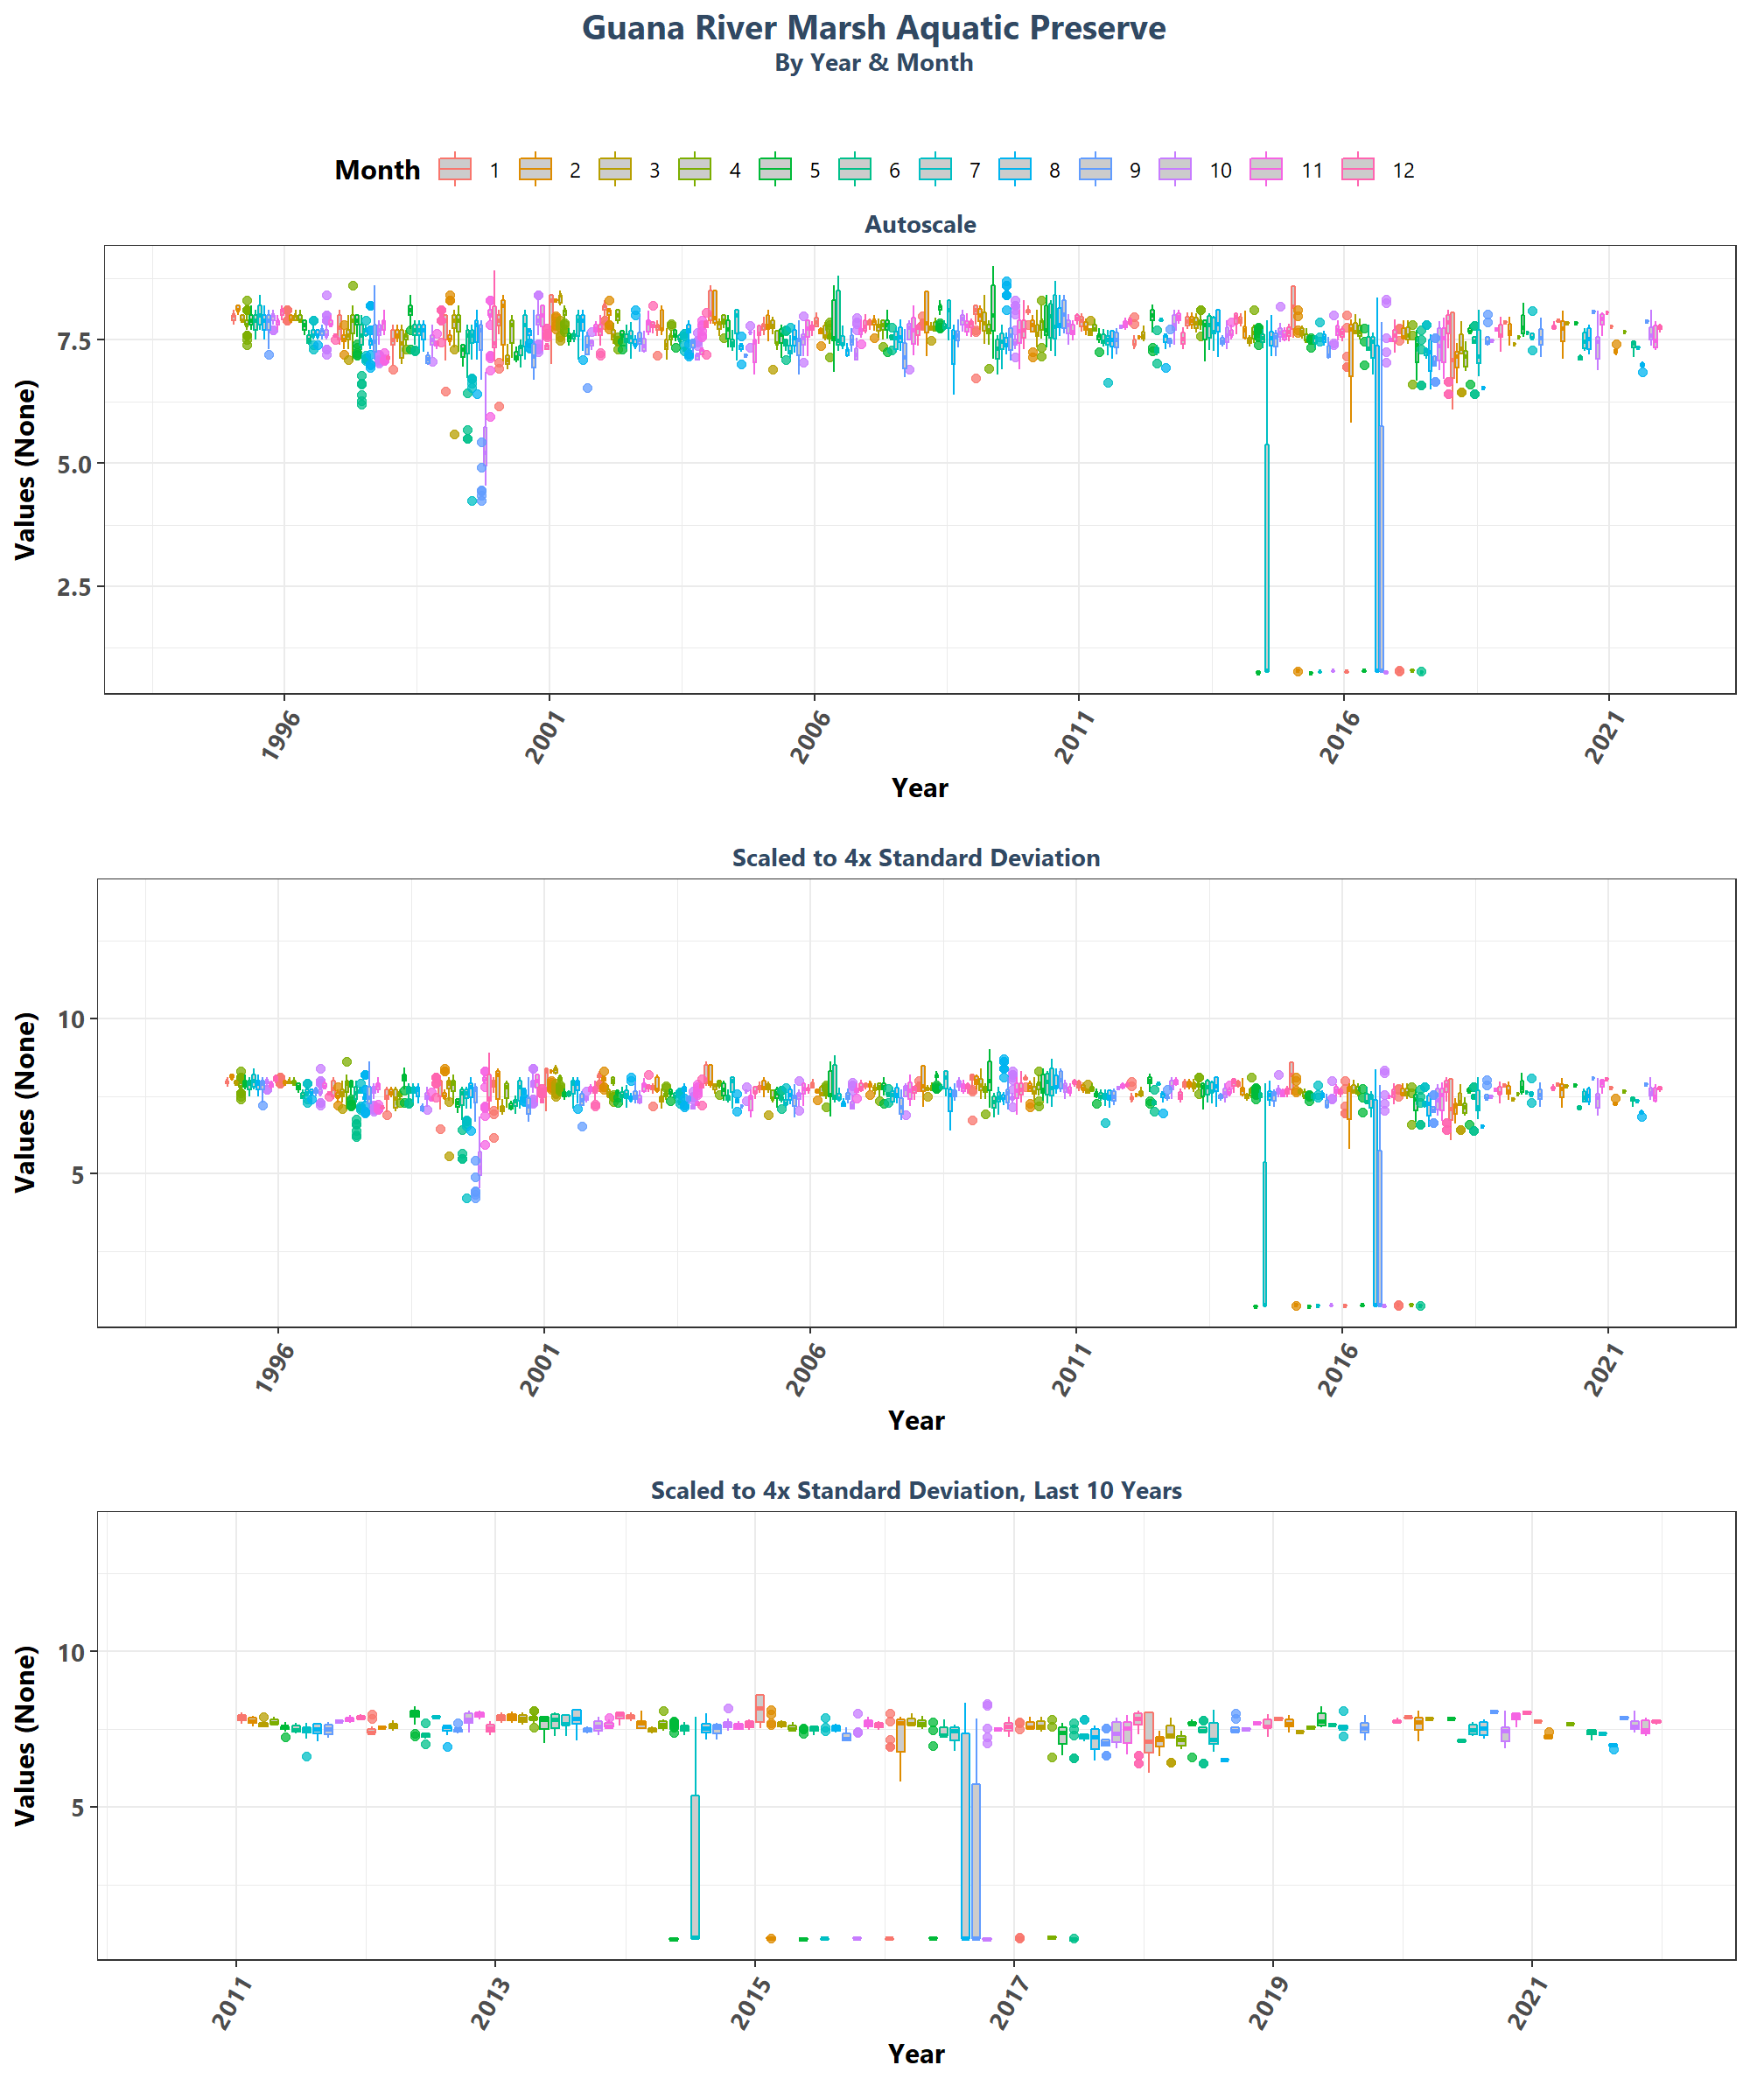 Guana River Marsh Aquatic Preserve
By Year & Month
Month 1 2 3 4 5 6 7 8 9 10 11 12
Autoscale
Values (None)
7.5
5.0
2.5
1996 2001 2006 2011 2016 2021
Year
Scaled to 4x Standard Deviation
Values (None)
10
5
1996 2001 2006 2011 2016 2021
Year
Scaled to 4x Standard Deviation, Last 10 Years
Values (None)
10
5
2011 2013 2015 2017 2019 2021
Year